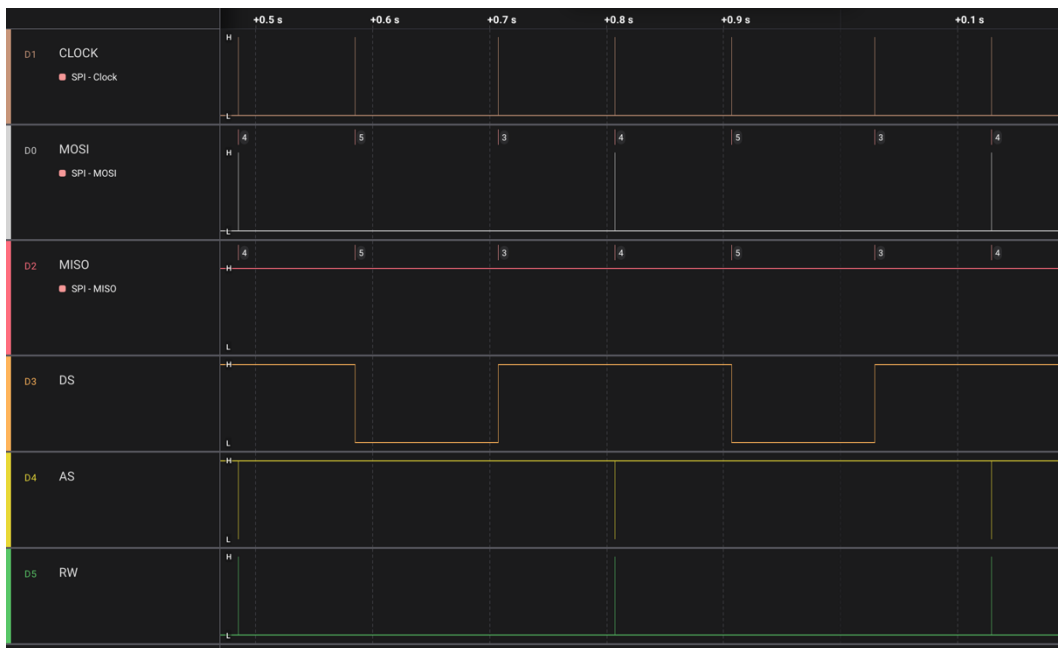 +0.5 s +0.6 s +0.7 s +0.8 s +0.9 s +0.1 s
D1 CLOCK H
SPI - Clock
L
4 5 3 4 5 3 4
D0 MOSI H
SPI - MOSI
L
4 5 3 4 5 3 4
D2 MISO H
SPI - MISO
L
H
D3 DS
L
H
D4 AS
L
H
D5 RW
L